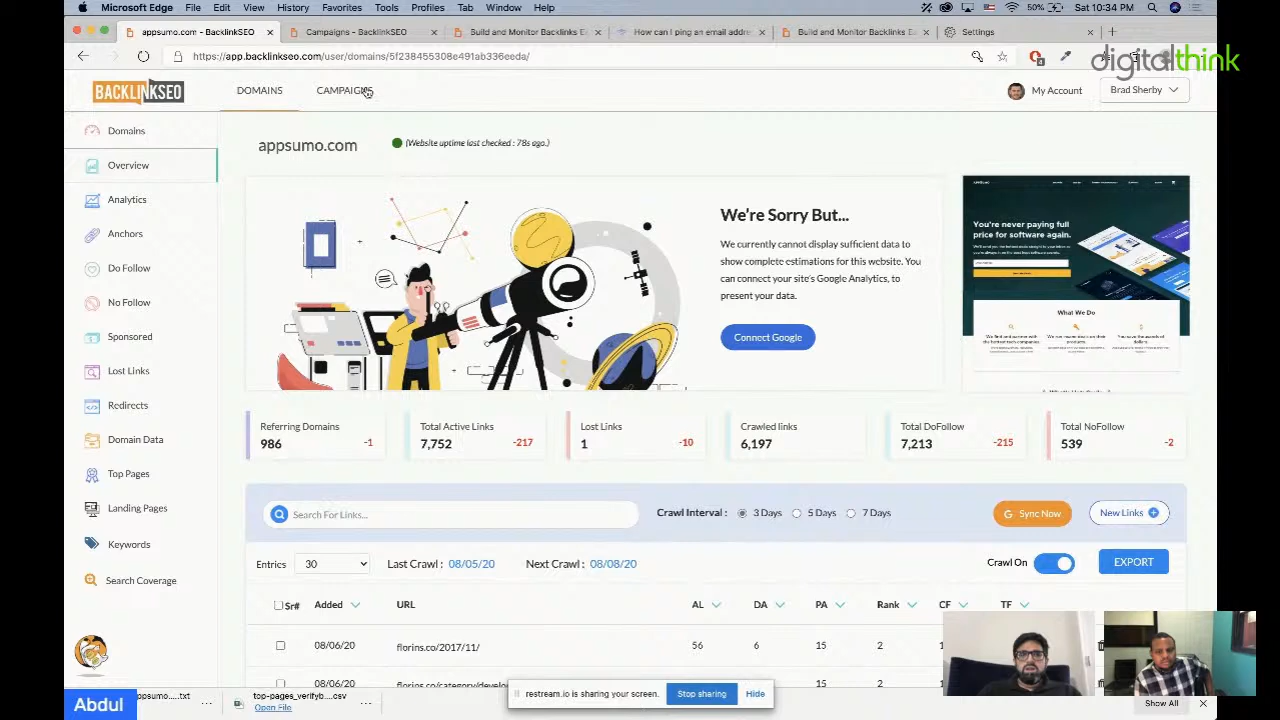 Microsoft Edge File Edit View History Favorites Tools Profiles Tab Window Help 50% Sat 10:34 PM
appsumo.com - BacklinkSEO × Campaigns - BacklinkSEO × Build and Monitor Backlinks E × How can I ping an email addre × Build and Monitor Backlinks E × Settings × +
https://app.backlinkseo.com/user/domains/5f238455308e491ab336eeda/
digitalthink
BACKLINKSEO DOMAINS CAMPAIGNS My Account Brad Sherby
Domains
Overview
Analytics
Anchors
Do Follow
No Follow
Sponsored
Lost Links
Redirects
Domain Data
Top Pages
Landing Pages
Keywords
Search Coverage
appsumo.com (Website uptime last checked : 78s ago.)
We're Sorry But...
We currently cannot display sufficient data to
show complete estimations for this website. You
can connect your site's Google Analytics, to
present your data.
Connect Google
You're never paying full
price for software again.
What We Do
Referring Domains
986 -1
Total Active Links
7,752 -217
Lost Links
1 -10
Crawled links
6,197
Total DoFollow
7,213 -215
Total NoFollow
539 -2
Search For Links... Crawl Interval : 3 Days 5 Days 7 Days G Sync Now New Links
Entries 30 Last Crawl : 08/05/20 Next Crawl : 08/08/20 Crawl On EXPORT
Sr# Added URL AL DA PA Rank CF TF
08/06/20 florins.co/2017/11/ 56 6 15 2
08/06/20 florins.co/category/develo 15 2
restream.io is sharing your screen. Stop sharing Hide
Abdul
appsumo.....txt
top-pages-verifyb....csv
Open File
Show All